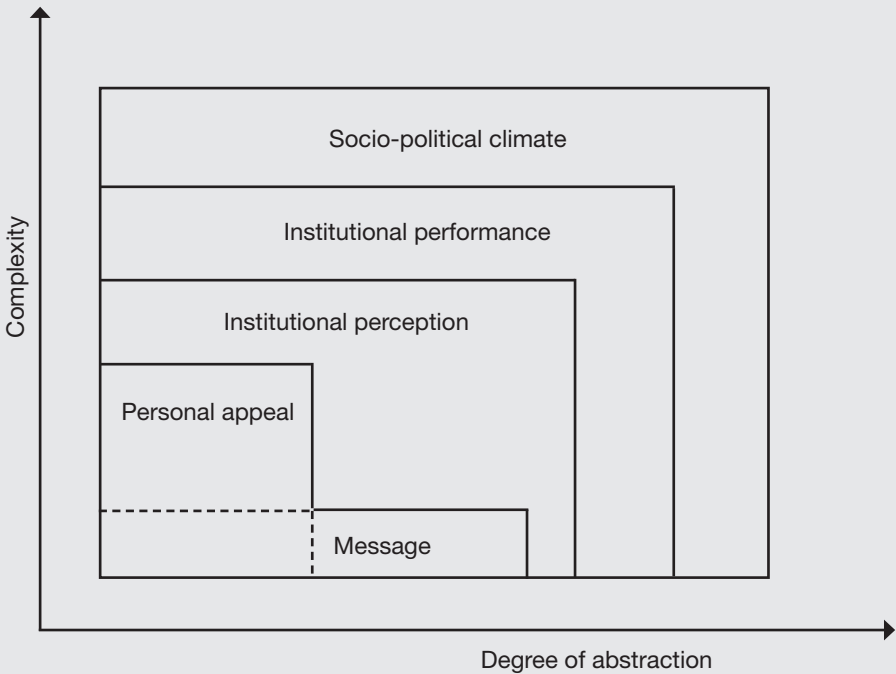 Complexity
Socio-political climate
Institutional performance
Institutional perception
Personal appeal
Message
Degree of abstraction